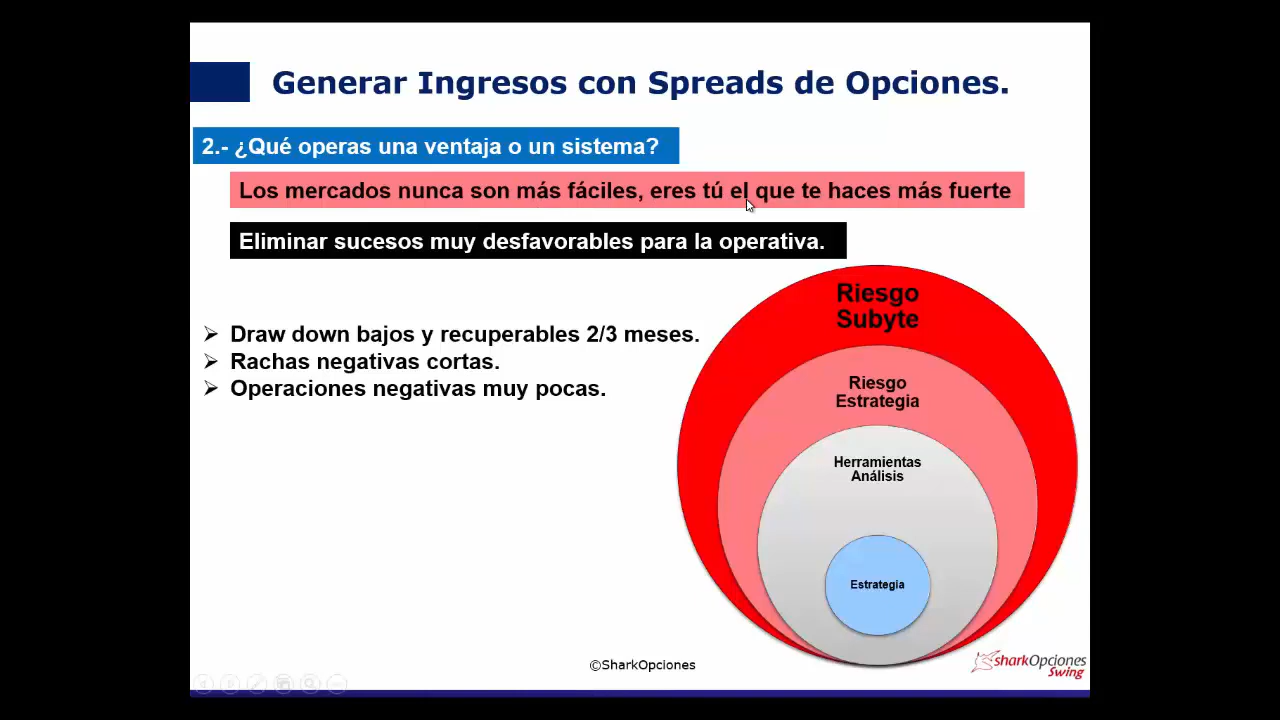 Generar Ingresos con Spreads de Opciones.
2.- ¿Qué operas una ventaja o un sistema?
Los mercados nunca son más fáciles, eres tú el que te haces más fuerte
Eliminar sucesos muy desfavorables para la operativa.
Draw down bajos y recuperables 2/3 meses.
Rachas negativas cortas.
Operaciones negativas muy pocas.
Riesgo
Subyte
Riesgo
Estrategia
Herramientas
Análisis
Estrategia
©SharkOpciones
sharkOpciones
Swing